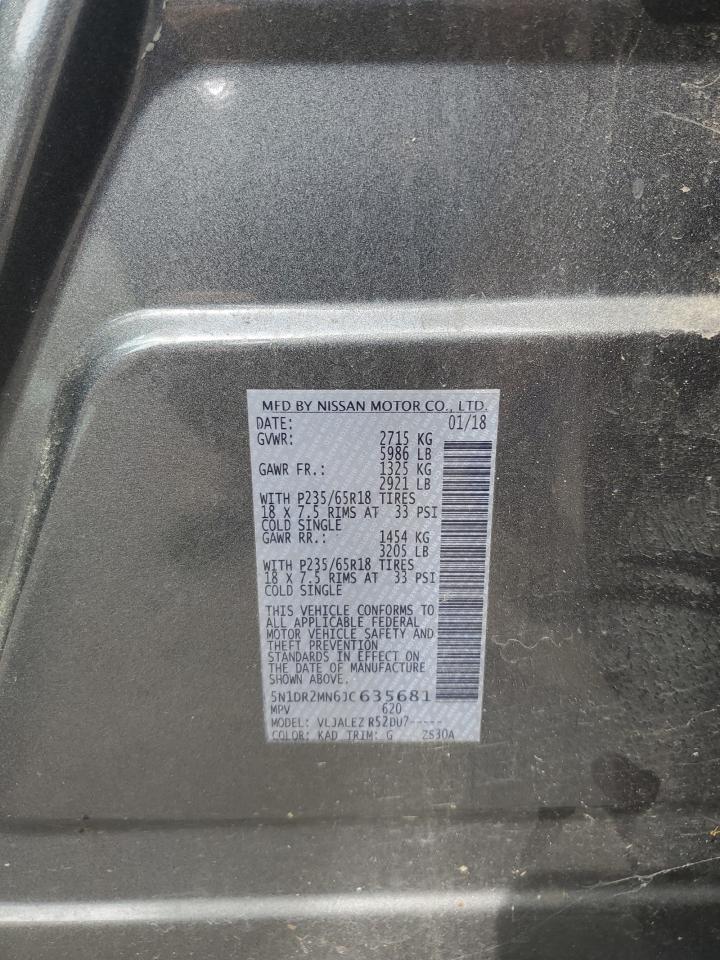 MFD BY NISSAN MOTOR CO., LTD.
DATE: 01/18
GVWR: 2715 KG
5986 LB
GAWR FR.: 1325 KG
2921 LB
WITH P235/65R18 TIRES
18 X 7.5 RIMS AT 33 PSI
COLD SINGLE
GAWR RR.: 1454 KG
3205 LB
WITH P235/65R18 TIRES
18 X 7.5 RIMS AT 33 PSI
COLD SINGLE
THIS VEHICLE CONFORMS TO
ALL APPLICABLE FEDERAL
MOTOR VEHICLE SAFETY AND
THEFT PREVENTION
STANDARDS IN EFFECT ON
THE DATE OF MANUFACTURE
SHOWN ABOVE.
5N1DR2MN6JC635681
MPV 620
MODEL: VLJALEZ R52DU7-----
COLOR: KAD TRIM: G ZS30A